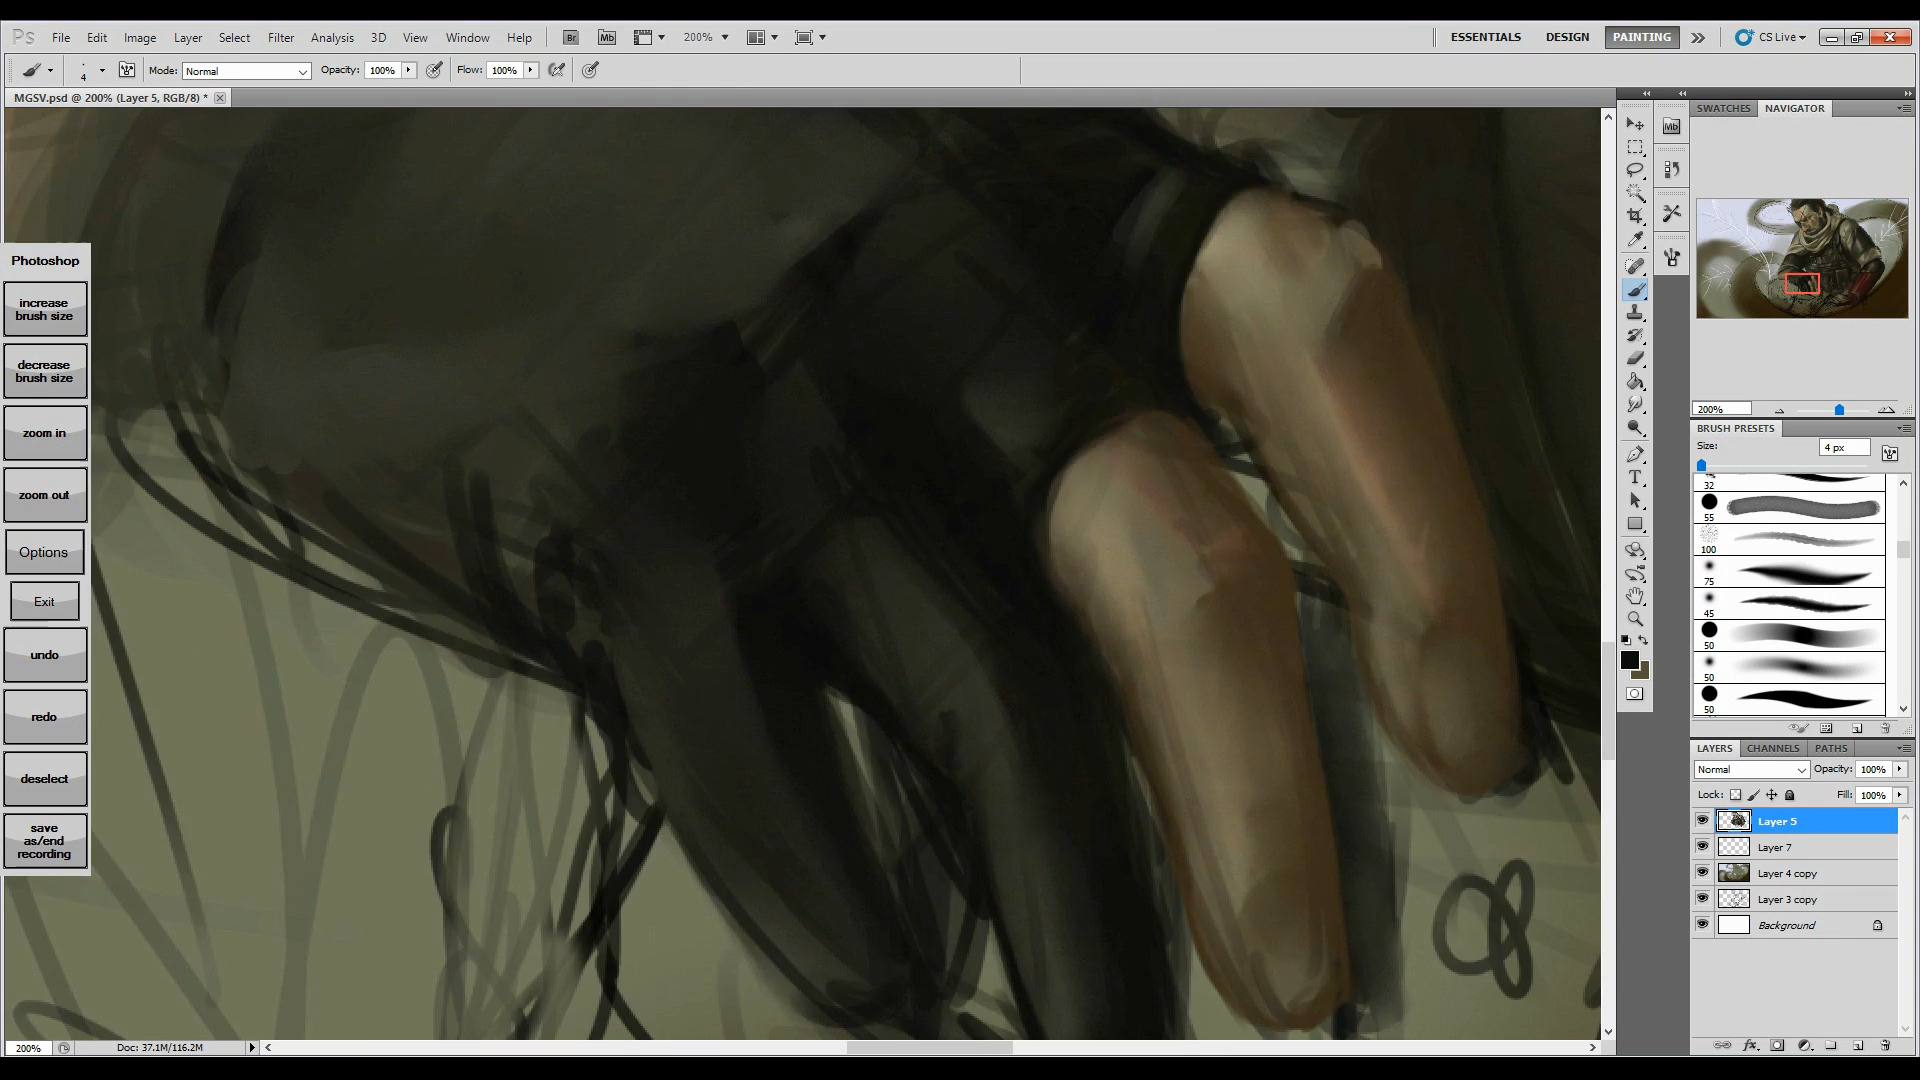 Ps File Edit Image Layer Select Filter Analysis 3D View Window Help Br Mb 200% ESSENTIALS DESIGN PAINTING CS Live
4 Mode: Normal Opacity: 100% Flow: 100%
MGSV.psd @ 200% (Layer 5, RGB/8) *
SWATCHES NAVIGATOR
Mb
Photoshop
increase
brush size
decrease
brush size
zoom in
zoom out
Options
Exit
undo
redo
deselect
save
as/end
recording
T
200%
BRUSH PRESETS
Size: 4 px
32
55
100
75
45
50
50
50
LAYERS CHANNELS PATHS
Normal Opacity: 100%
Lock: Fill: 100%
Layer 5
Layer 7
Layer 4 copy
Layer 3 copy
Background
fx
200% Doc: 37.1M/116.2M